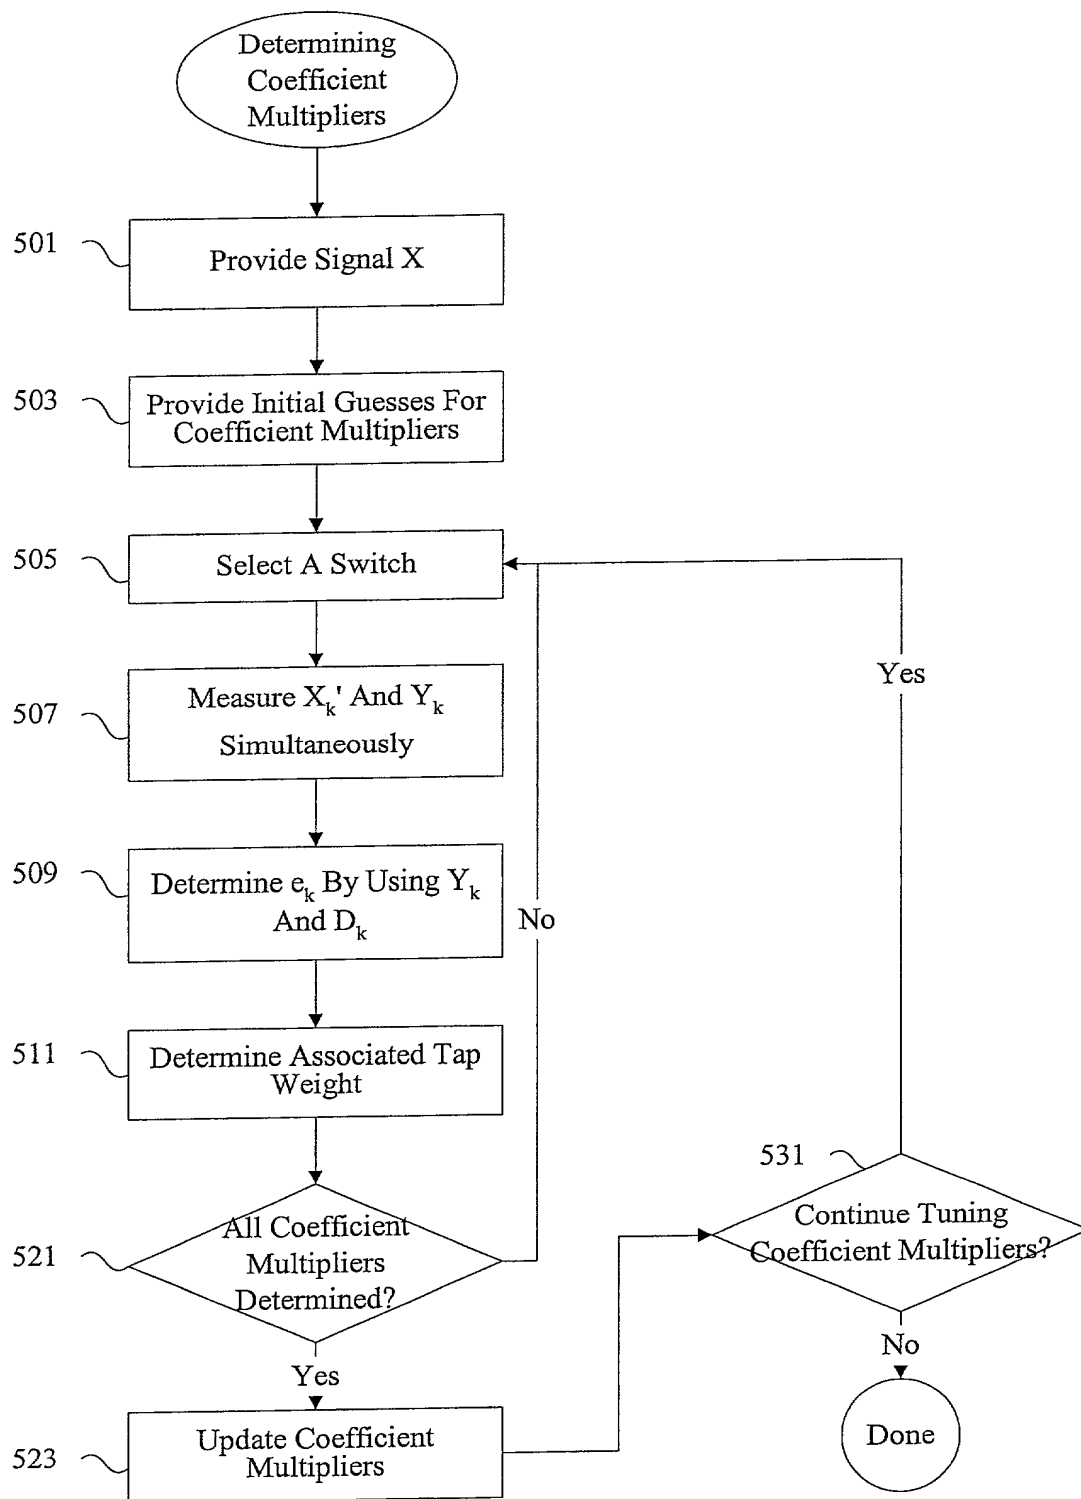 Determining
Coefficient
Multipliers
501
Provide Signal X
503
Provide Initial Guesses For
Coefficient Multipliers
505
Select A Switch
Yes
507
Measure Xk' And Yk
Simultaneously
509
Determine ek By Using Yk
And Dk
No
511
Determine Associated Tap
Weight
531
Continue Tuning
Coefficient Multipliers?
521
All Coefficient
Multipliers
Determined?
No
Yes
Done
523
Update Coefficient
Multipliers